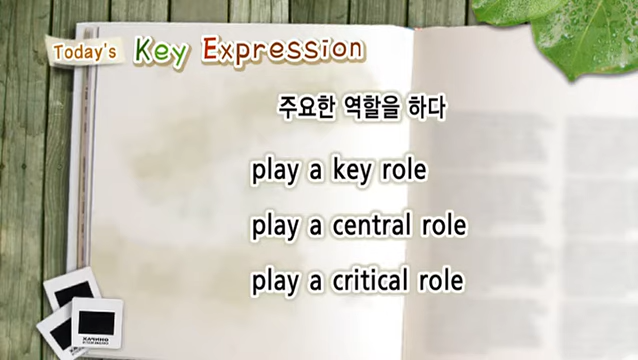 Today's Key Expression
주요한 역할을 하다
play a key role
play a central role
play a critical role